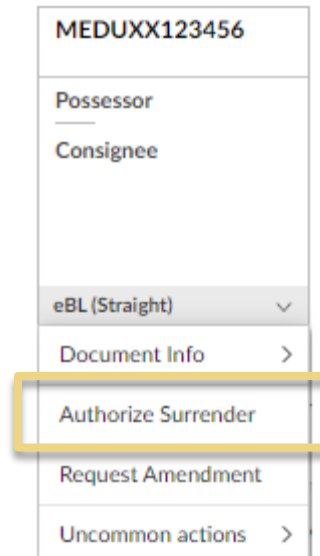 MEDUXX123456
Possessor
Consignee
eBL (Straight)
Document Info
Authorize Surrender
Request Amendment
Uncommon actions